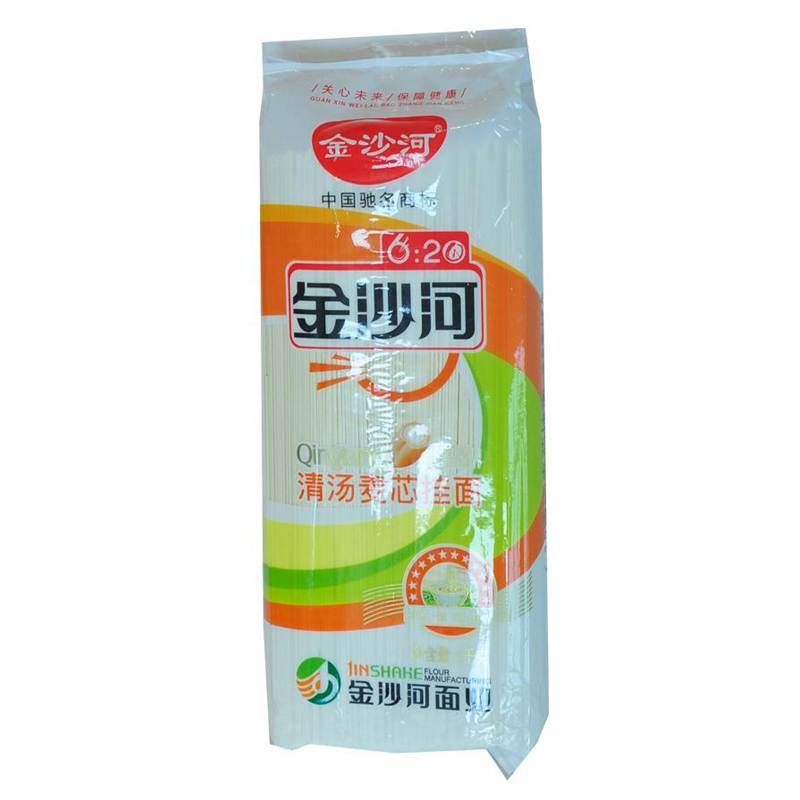 /关心未来/保障健康/
GUAN XIN WEI LAI BAO ZHANG JIAN KANG
金沙河®
中国驰名商标
6:20
金沙河
清汤麦芯挂面
JINSHAHE FLOUR
MANUFACTURING
金沙河面业